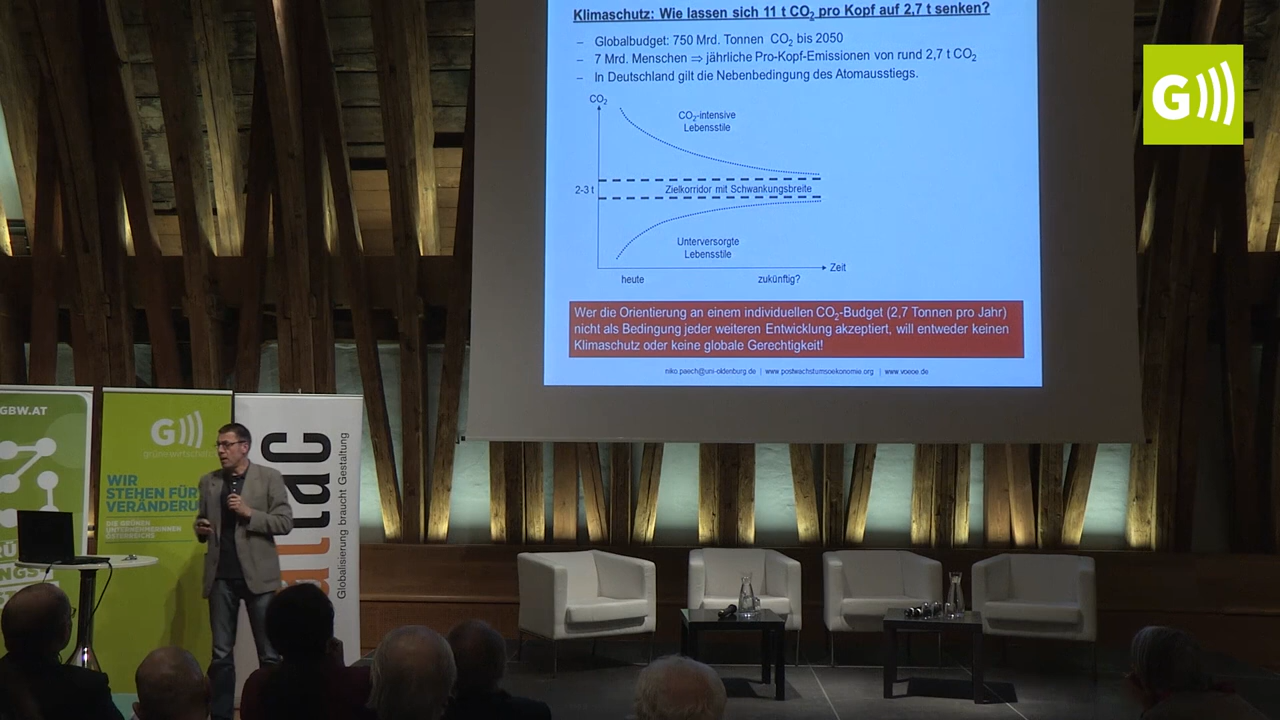 Klimaschutz: Wie lassen sich 11 t CO2 pro Kopf auf 2,7 t senken?
– Globalbudget: 750 Mrd. Tonnen CO2 bis 2050
– 7 Mrd. Menschen ⇒ jährliche Pro-Kopf-Emissionen von rund 2,7 t CO2
– In Deutschland gilt die Nebenbedingung des Atomausstiegs.
CO2
CO2-intensive
Lebensstile
2-3 t
Zielkorridor mit Schwankungsbreite
Unterversorgte
Lebensstile
Zeit
heute
zukünftig?
Wer die Orientierung an einem individuellen CO2-Budget (2,7 Tonnen pro Jahr)
nicht als Bedingung jeder weiteren Entwicklung akzeptiert, will entweder keinen
Klimaschutz oder keine globale Gerechtigkeit!
niko.paech@uni-oldenburg.de | www.postwachstumsoekonomie.org | www.voeoe.de
G
GBW.AT
G
WIR
STEHEN FÜR
DIE GRÜNEN
Globalisierung braucht Gestaltung